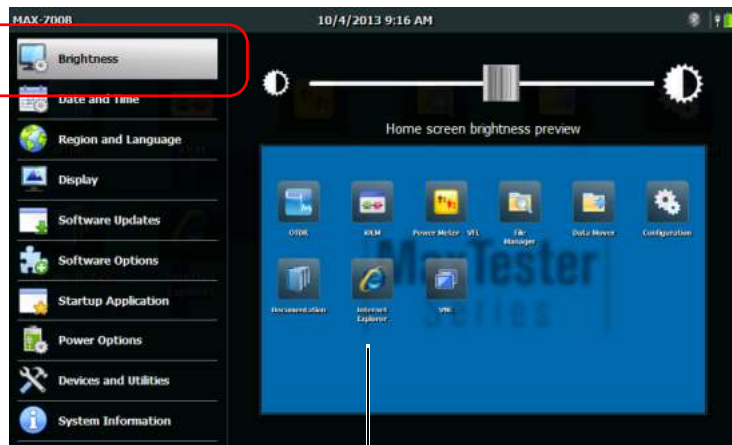 MAX-700B
10/4/2013 9:16 AM
Brightness
Date and Time
Region and Language
Display
Software Updates
Software Options
Startup Application
Power Options
Devices and Utilities
System Information
Home screen brightness preview
OTDR
iOLM
Power Meter - VFL
File
Manager
Data Mover
Configuration
Documentation
Internet
Explorer
VNC
MaxTester
Series